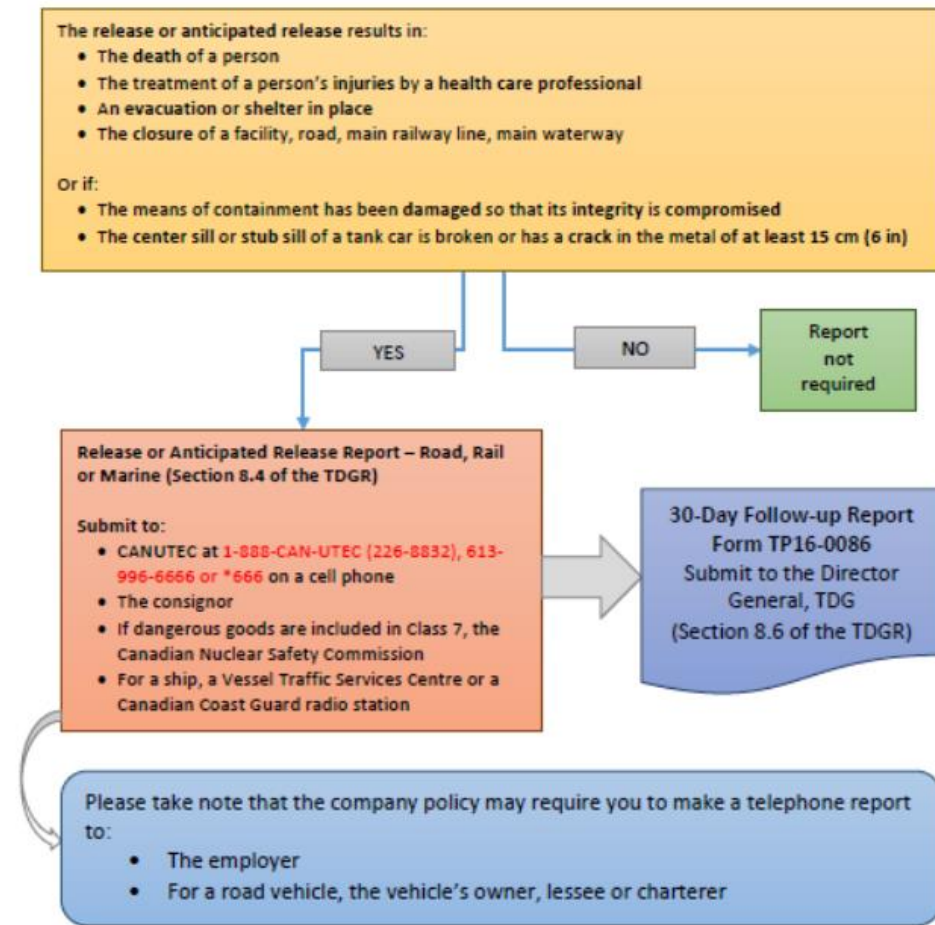 The release or anticipated release results in:
• The death of a person
• The treatment of a person's injuries by a health care professional
• An evacuation or shelter in place
• The closure of a facility, road, main railway line, main waterway
Or if:
• The means of containment has been damaged so that its integrity is compromised
• The center sill or stub sill of a tank car is broken or has a crack in the metal of at least 15 cm (6 in)
YES
NO
Report
not
required
Release or Anticipated Release Report – Road, Rail
or Marine (Section 8.4 of the TDGR)
Submit to:
• CANUTEC at 1-888-CAN-UTEC (226-8832), 613-
996-6666 or *666 on a cell phone
• The consignor
• If dangerous goods are included in Class 7, the
Canadian Nuclear Safety Commission
• For a ship, a Vessel Traffic Services Centre or a
Canadian Coast Guard radio station
30-Day Follow-up Report
Form TP16-0086
Submit to the Director
General, TDG
(Section 8.6 of the TDGR)
Please take note that the company policy may require you to make a telephone report
to:
• The employer
• For a road vehicle, the vehicle's owner, lessee or charterer